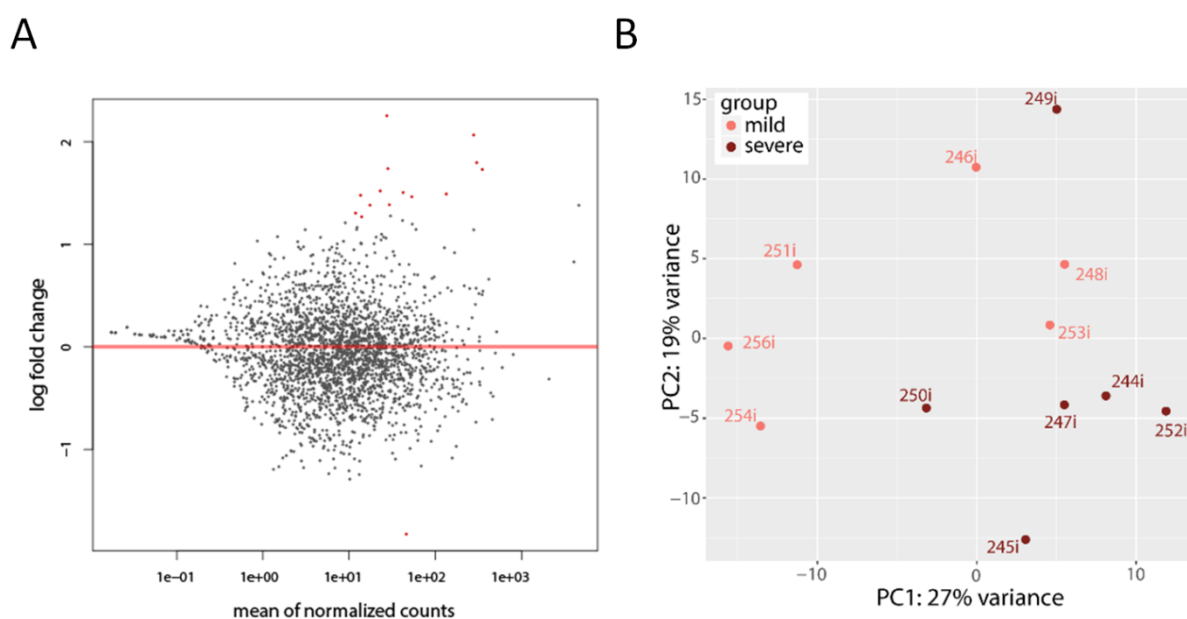 A
B
log fold change
2
1
0
−1
1e−01
1e+00
1e+01
1e+02
1e+03
mean of normalized counts
group
mild
severe
249i
246i
251i
248i
253i
256i
244i
250i
247i
252i
254i
245i
15
10
5
0
−5
−10
PC2: 19% variance
−10
0
10
PC1: 27% variance